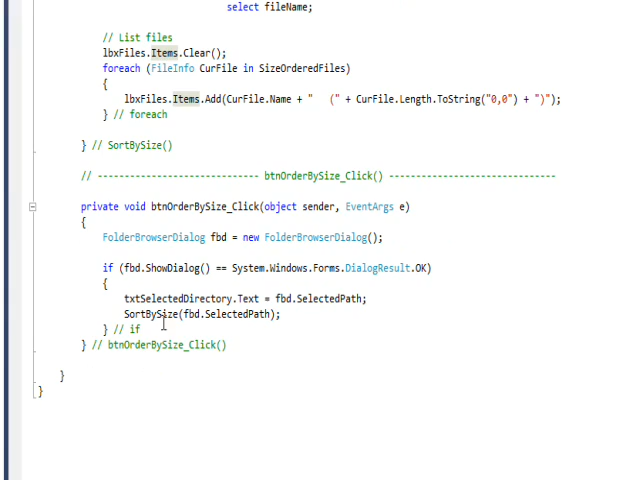 select fileName;
// List files
lbxFiles.Items.Clear();
foreach (FileInfo CurFile in SizeOrderedFiles)
{
lbxFiles.Items.Add(CurFile.Name + "   (" + CurFile.Length.ToString("0,0") + ")");
} // foreach
} // SortBySize()
// ----------------------------- btnOrderBySize_Click() ------------------------------
private void btnOrderBySize_Click(object sender, EventArgs e)
{
FolderBrowserDialog fbd = new FolderBrowserDialog();
if (fbd.ShowDialog() == System.Windows.Forms.DialogResult.OK)
{
txtSelectedDirectory.Text = fbd.SelectedPath;
SortBySize(fbd.SelectedPath);
} // if
} // btnOrderBySize_Click()
}
}